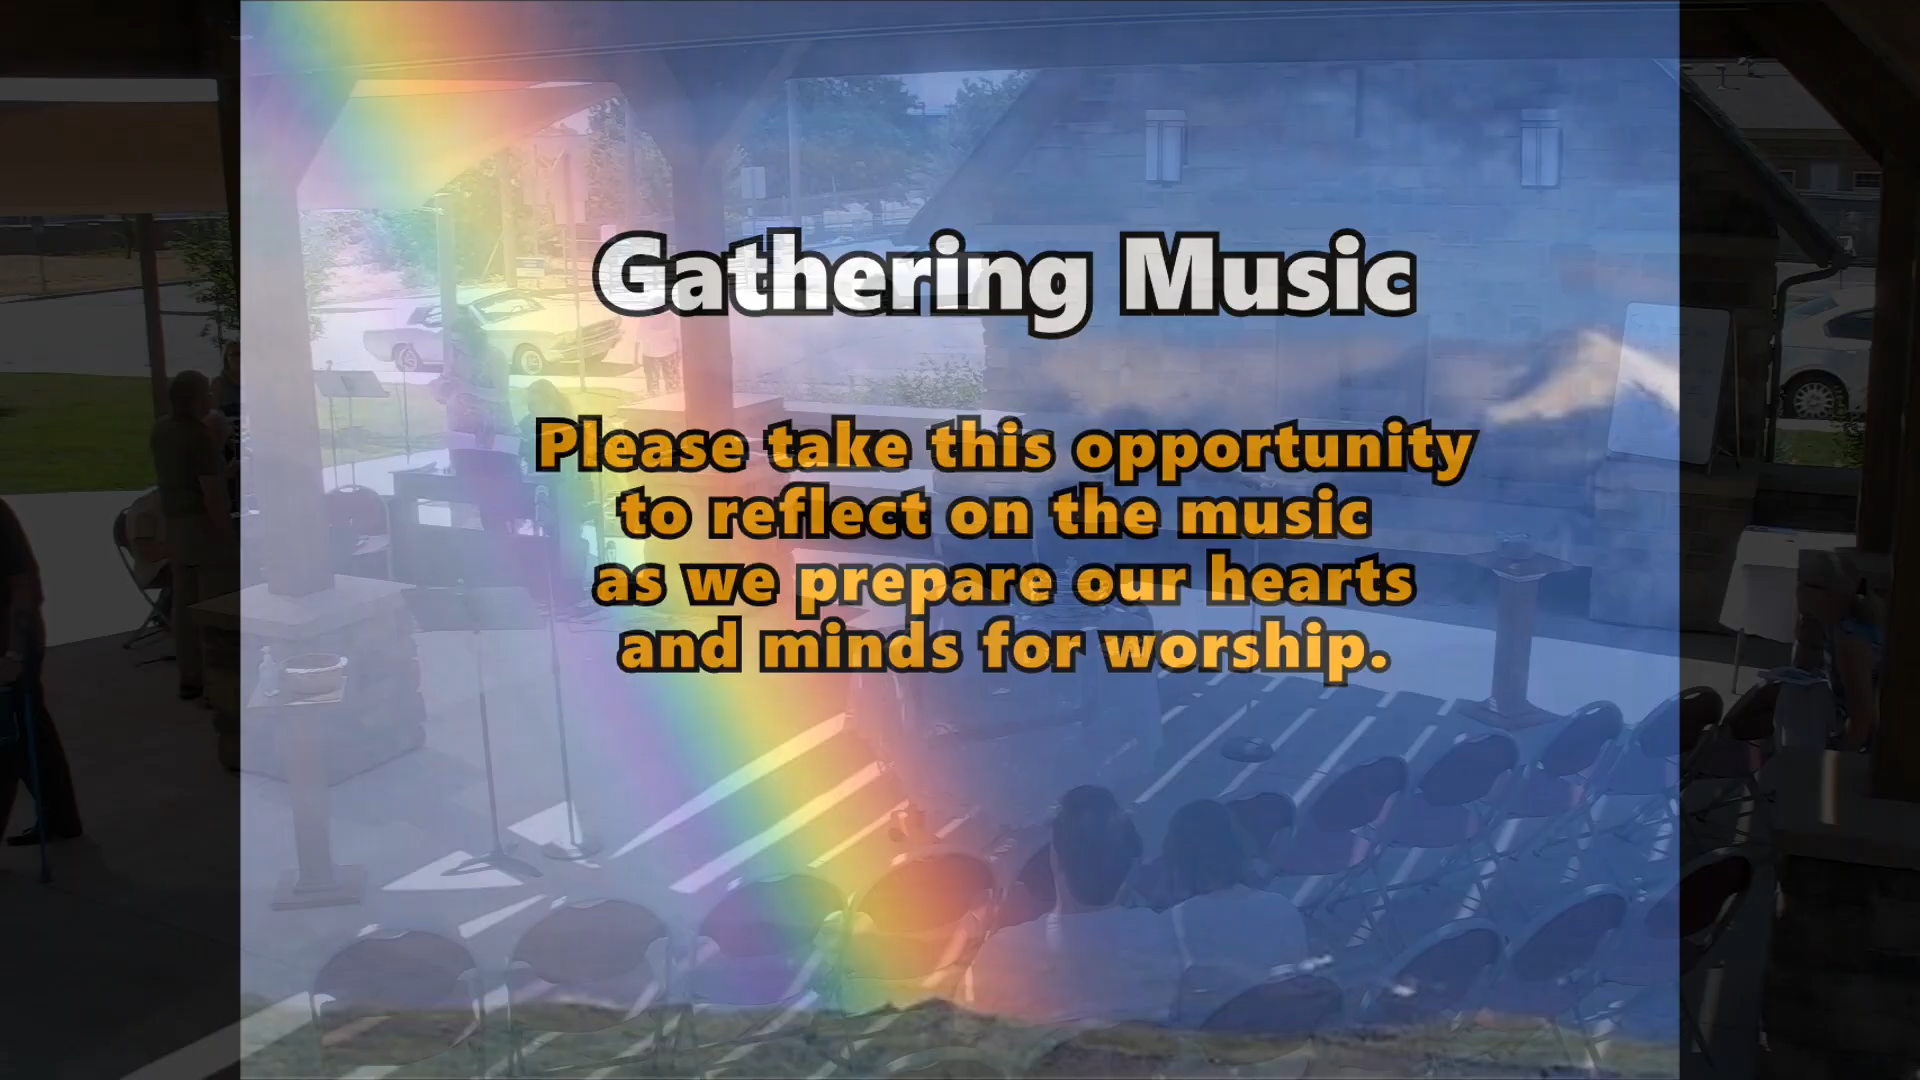 Gathering Music
Please take this opportunity
to reflect on the music
as we prepare our hearts
and minds for worship.